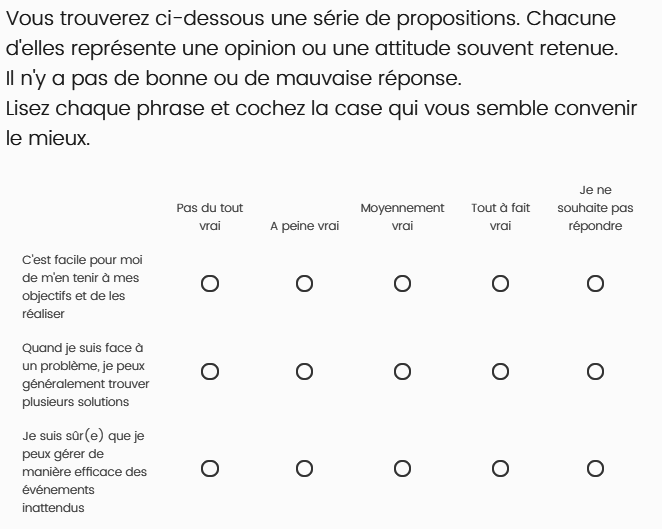 Vous trouverez ci-dessous une série de propositions. Chacune
d'elles représente une opinion ou une attitude souvent retenue.
Il n'y a pas de bonne ou de mauvaise réponse.
Lisez chaque phrase et cochez la case qui vous semble convenir
le mieux.
Pas du tout
vrai
A peine vrai
Moyennement
vrai
Tout à fait
vrai
Je ne
souhaite pas
répondre
C'est facile pour moi
de m'en tenir à mes
objectifs et de les
réaliser
Quand je suis face à
un problème, je peux
généralement trouver
plusieurs solutions
Je suis sûr(e) que je
peux gérer de
manière efficace des
événements
inattendus